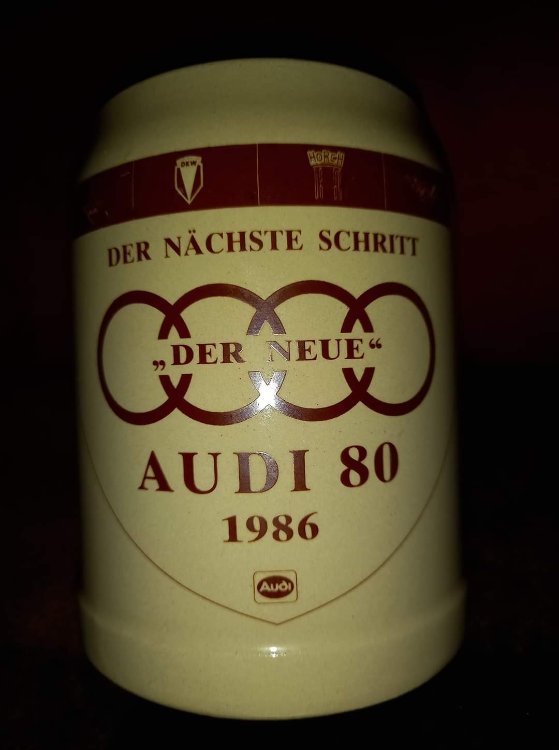 DKW
HORCH
DER NÄCHSTE SCHRITT
„DER NEUE“
AUDI 80
1986
Audi